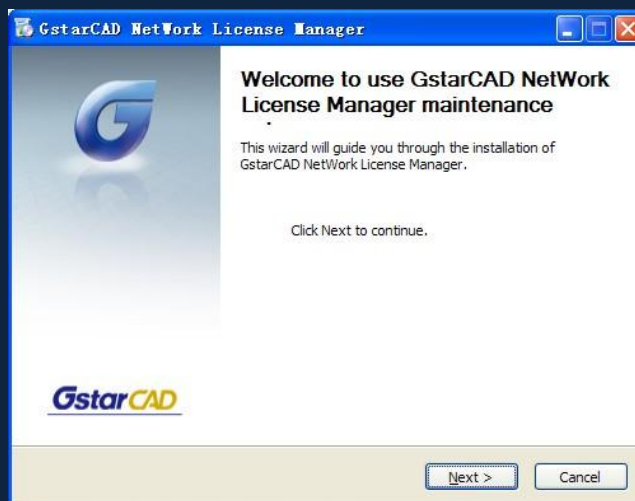 GstarCAD NetWork License Manager
Welcome to use GstarCAD NetWork
License Manager maintenance
This wizard will guide you through the installation of
GstarCAD NetWork License Manager.
Click Next to continue.
GstarCAD
Next >
Cancel